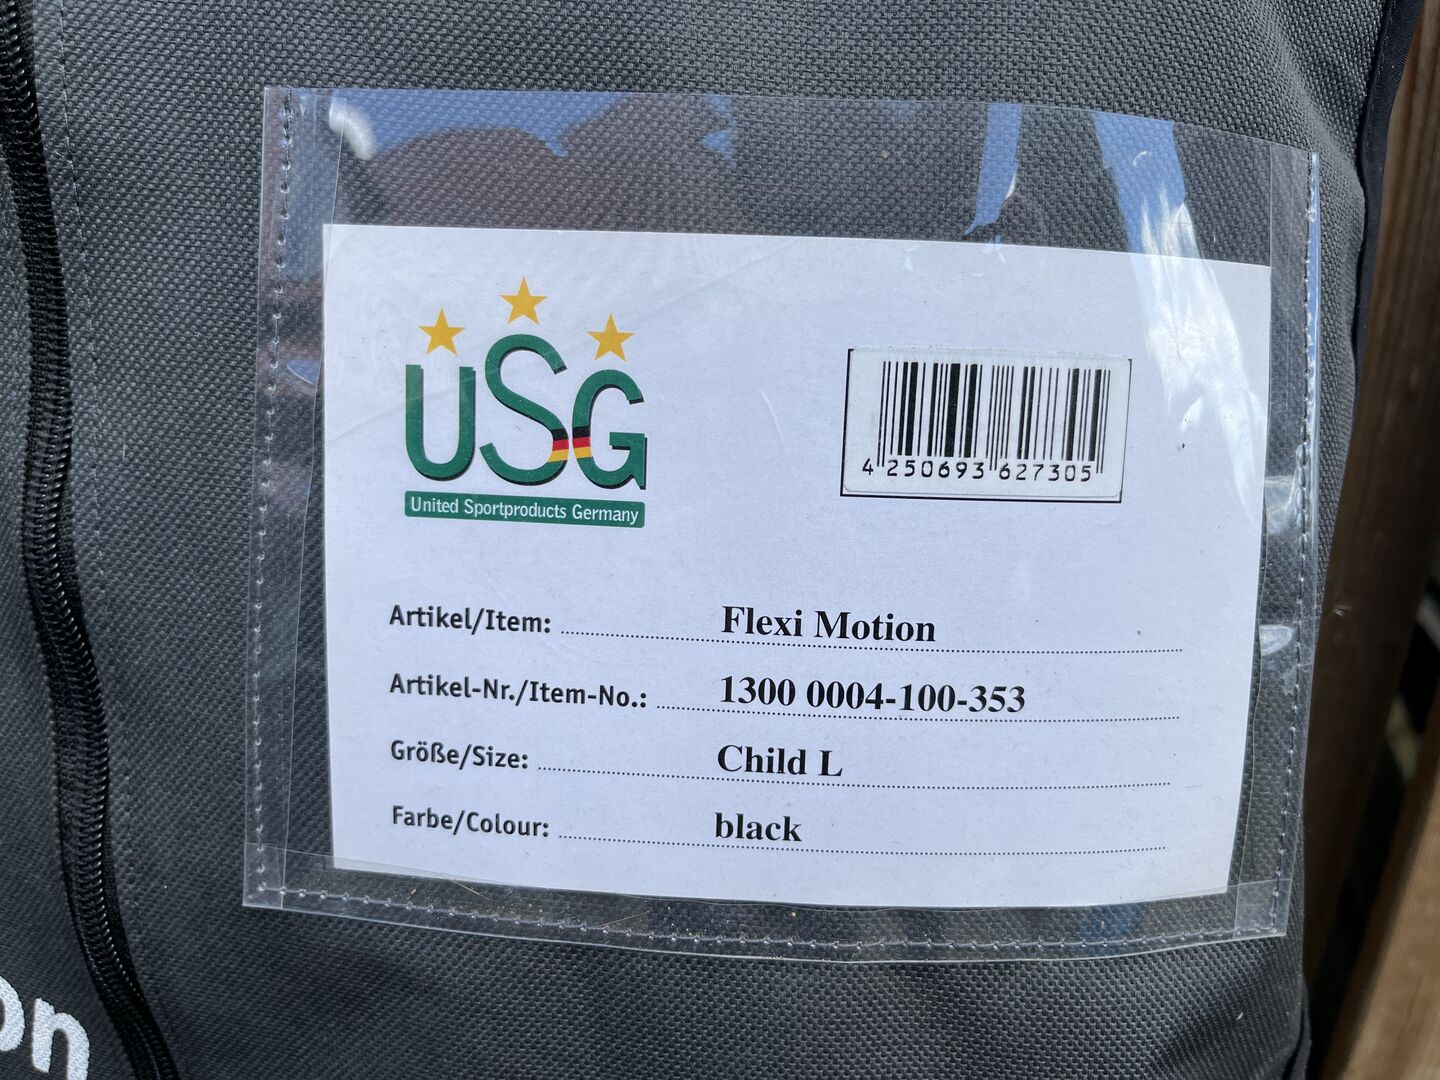 USG
United Sportproducts Germany
4 250693 627305
Artikel/Item: Flexi Motion
Artikel-Nr./Item-No.: 1300 0004-100-353
Größe/Size: Child L
Farbe/Colour: black
on